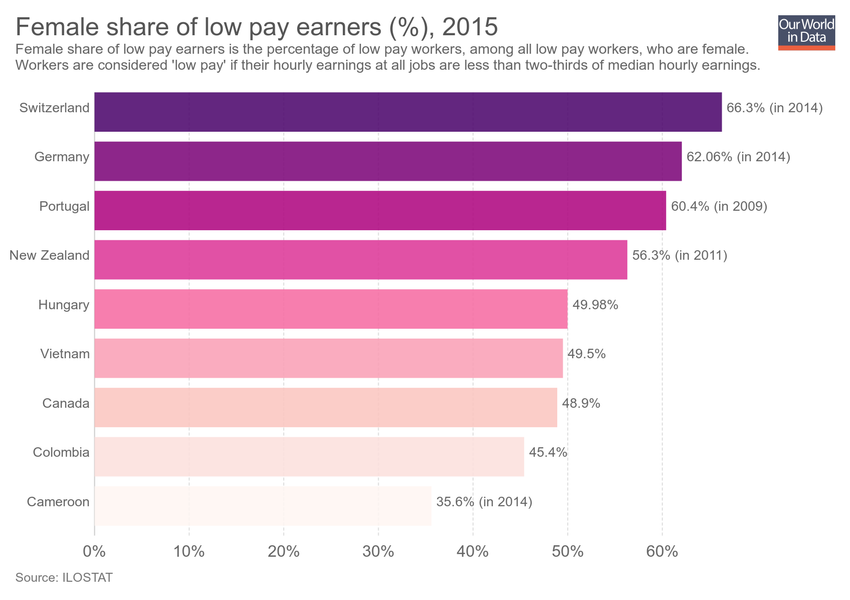 Female share of low pay earners (%), 2015
Our World
in Data
Female share of low pay earners is the percentage of low pay workers, among all low pay workers, who are female.
Workers are considered 'low pay' if their hourly earnings at all jobs are less than two-thirds of median hourly earnings.
Switzerland 66.3% (in 2014)
Germany 62.06% (in 2014)
Portugal 60.4% (in 2009)
New Zealand 56.3% (in 2011)
Hungary 49.98%
Vietnam 49.5%
Canada 48.9%
Colombia 45.4%
Cameroon 35.6% (in 2014)
0% 10% 20% 30% 40% 50% 60%
Source: ILOSTAT